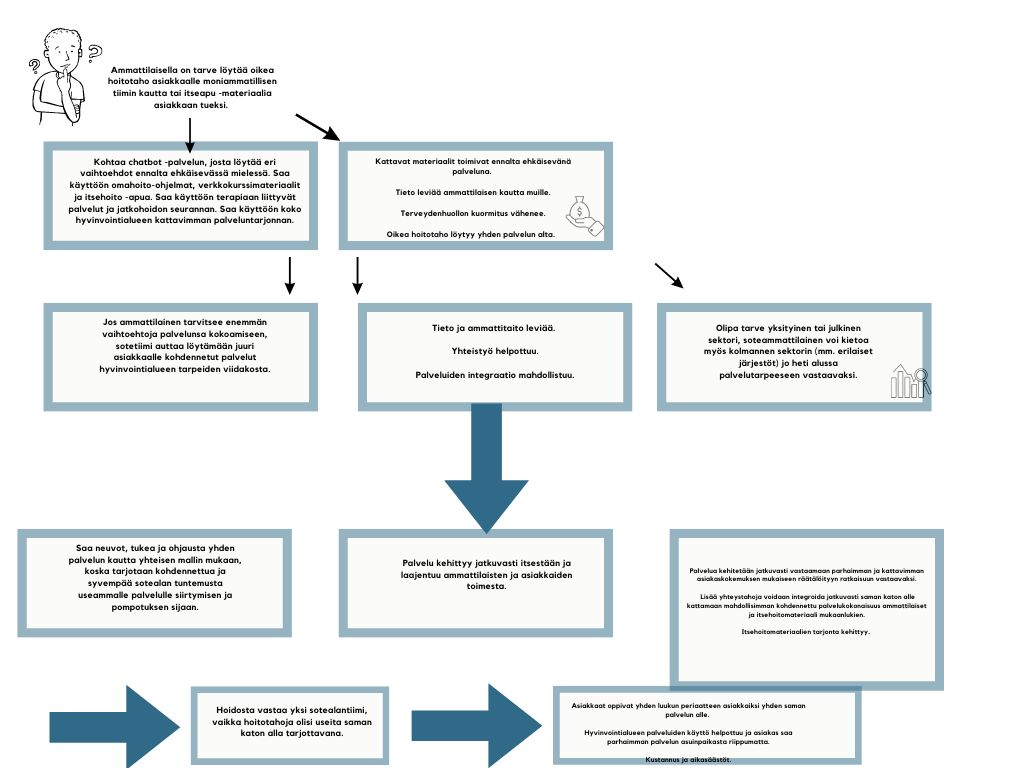 Ammattilaisella on tarve löytää oikea
hoitotaho asiakkaalle moniammatillisen
tiimin kautta tai itseapu -materiaalia
asiakkaan tueksi.
Kohtaa chatbot -palvelun, josta löytää eri
vaihtoehdot ennalta ehkäisevässä mielessä. Saa
käyttöön omahoito-ohjelmat, verkkokurssimateriaalit
ja itsehoito -apua. Saa käyttöön terapiaan liittyvät
palvelut ja jatkohoidon seurannan. Saa käyttöön koko
hyvinvointialueen kattavimman palveluntarjonnan.
Kattavat materiaalit toimivat ennalta ehkäisevänä
palveluna.
Tieto leviää ammattilaisen kautta muille.
Terveydenhuollon kuormitus vähenee.
Oikea hoitotaho löytyy yhden palvelun alta.
$
Jos ammattilainen tarvitsee enemmän
vaihtoehtoja palvelunsa kokoamiseen,
sotetiimi auttaa löytämään juuri
asiakkaalle kohdennetut palvelut
hyvinvointialueen tarpeiden viidakosta.
Tieto ja ammattitaito leviää.
Yhteistyö helpottuu.
Palveluiden integraatio mahdollistuu.
Olipa tarve yksityinen tai julkinen
sektori, soteammattilainen voi kietoa
myös kolmannen sektorin (mm. erilaiset
järjestöt) jo heti alussa
palvelutarpeeseen vastaavaksi.
Saa neuvot, tukea ja ohjausta yhden
palvelun kautta yhteisen mallin mukaan,
koska tarjotaan kohdennettua ja
syvempää sotealan tuntemusta
useammalle palvelulle siirtymisen ja
pompotuksen sijaan.
Palvelu kehittyy jatkuvasti itsestään ja
laajentuu ammattilaisten ja asiakkaiden
toimesta.
Palvelua kehitetään jatkuvasti vastaamaan parhaimman ja kattavimman
asiakaskokemuksen mukaiseen räätälöityyn ratkaisuun vastaavaksi.
Lisää yhteystahoja voidaan integroida jatkuvasti saman katon alle
kattamaan mahdollisimman kohdennettu palvelukokonaisuus ammattilaiset
ja itsehoitomateriaali mukaanlukien.
Itsehoitomateriaalien tarjonta kehittyy.
Hoidosta vastaa yksi sotealantiimi,
vaikka hoitotahoja olisi useita saman
katon alla tarjottavana.
Asiakkaat oppivat yhden luukun periaatteen asiakkaiksi yhden saman
palvelun alle.
Hyvinvointialueen palveluiden käyttö helpottuu ja asiakas saa
parhaimman palvelun asuinpaikasta riippumatta.
Kustannus ja aikasäästöt.